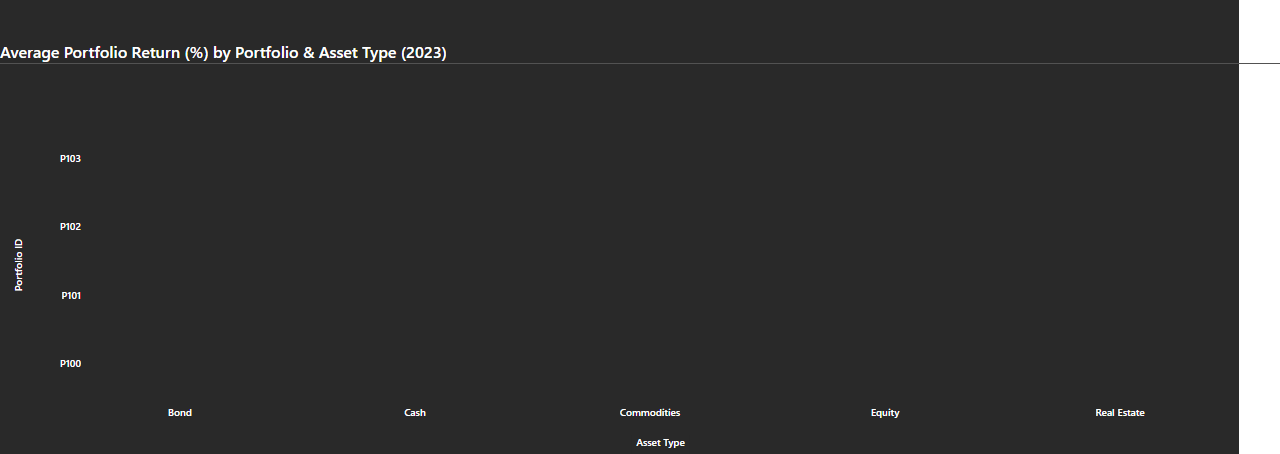 Average Portfolio Return (%) by Portfolio & Asset Type (2023)
P103
P102
Portfolio ID
P101
P100
Bond Cash Commodities Equity Real Estate
Asset Type